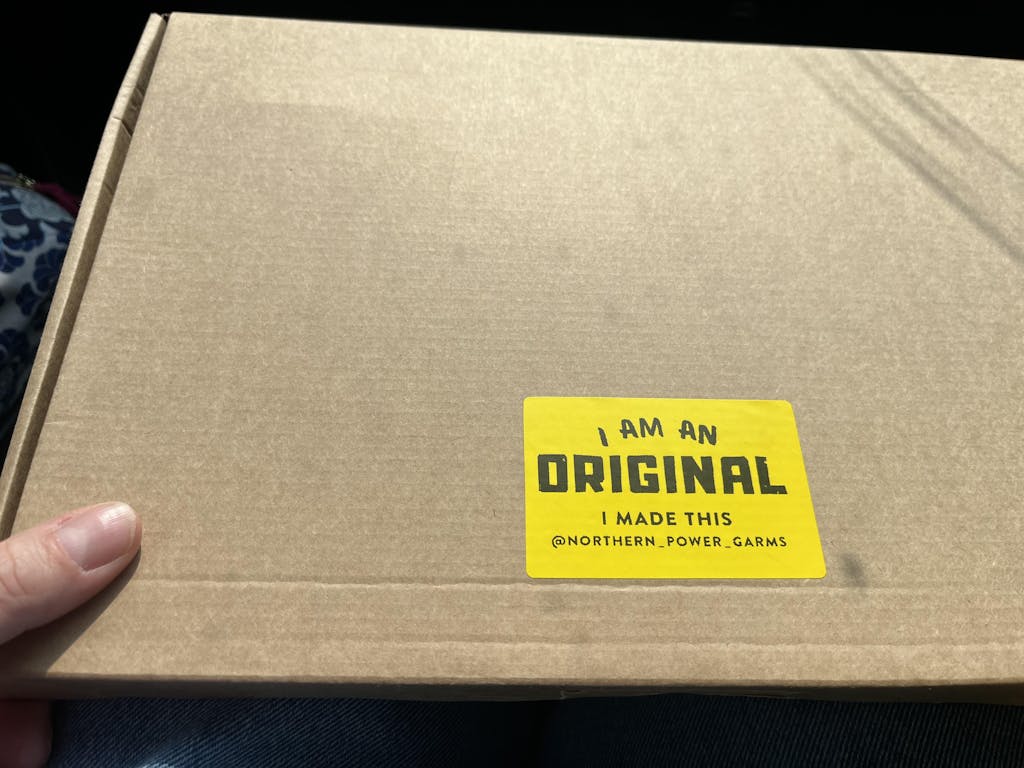 I AM AN
ORIGINAL
I MADE THIS
@NORTHERN_POWER_GARMS